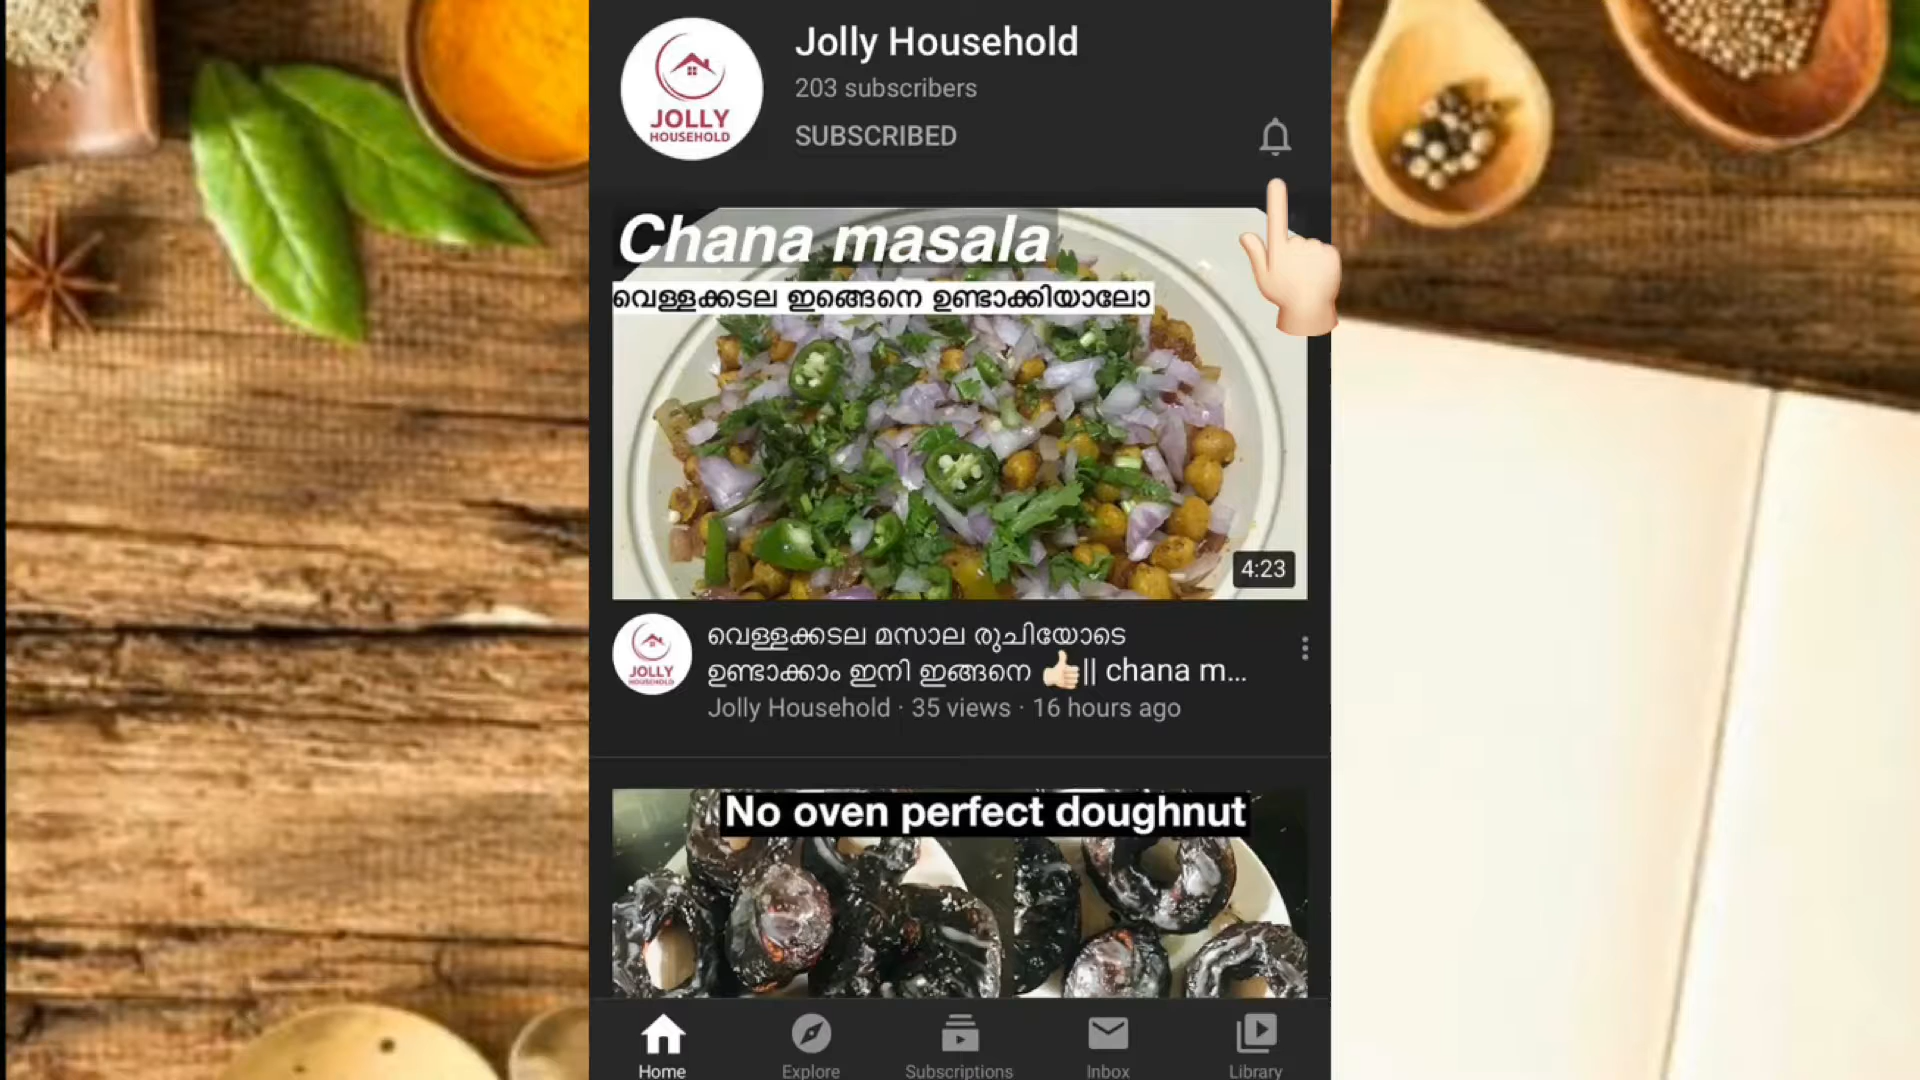 Jolly Household
203 subscribers
SUBSCRIBED
JOLLY
HOUSEHOLD
Chana masala
വെള്ളക്കടല ഇങ്ങെനെ ഉണ്ടാക്കിയാലോ
4:23
JOLLY
HOUSEHOLD
വെള്ളക്കടല മസാല രുചിയോടെ
ഉണ്ടാക്കാം ഇനി ഇങ്ങനെ 👍🏻|| chana m...
Jolly Household · 35 views · 16 hours ago
No oven perfect doughnut
Home
Explore
Subscriptions
Inbox
Library